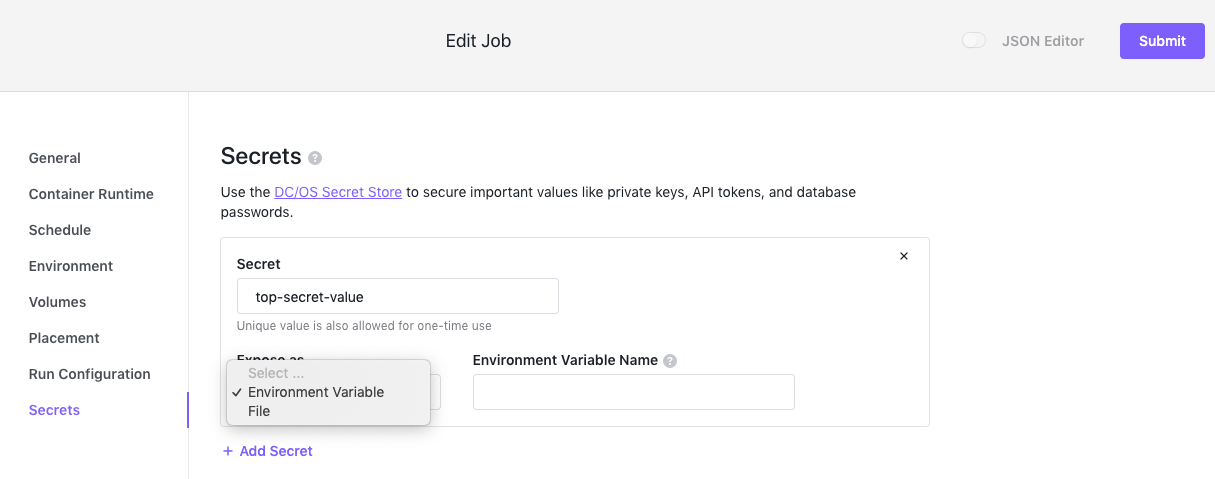 Edit Job
JSON Editor
Submit
General
Container Runtime
Schedule
Environment
Volumes
Placement
Run Configuration
Secrets
Secrets ?
Use the DC/OS Secret Store to secure important values like private keys, API tokens, and database
passwords.
Secret
top-secret-value
Unique value is also allowed for one-time use
Expose as
Select ...
✓ Environment Variable
File
Environment Variable Name ?
+ Add Secret